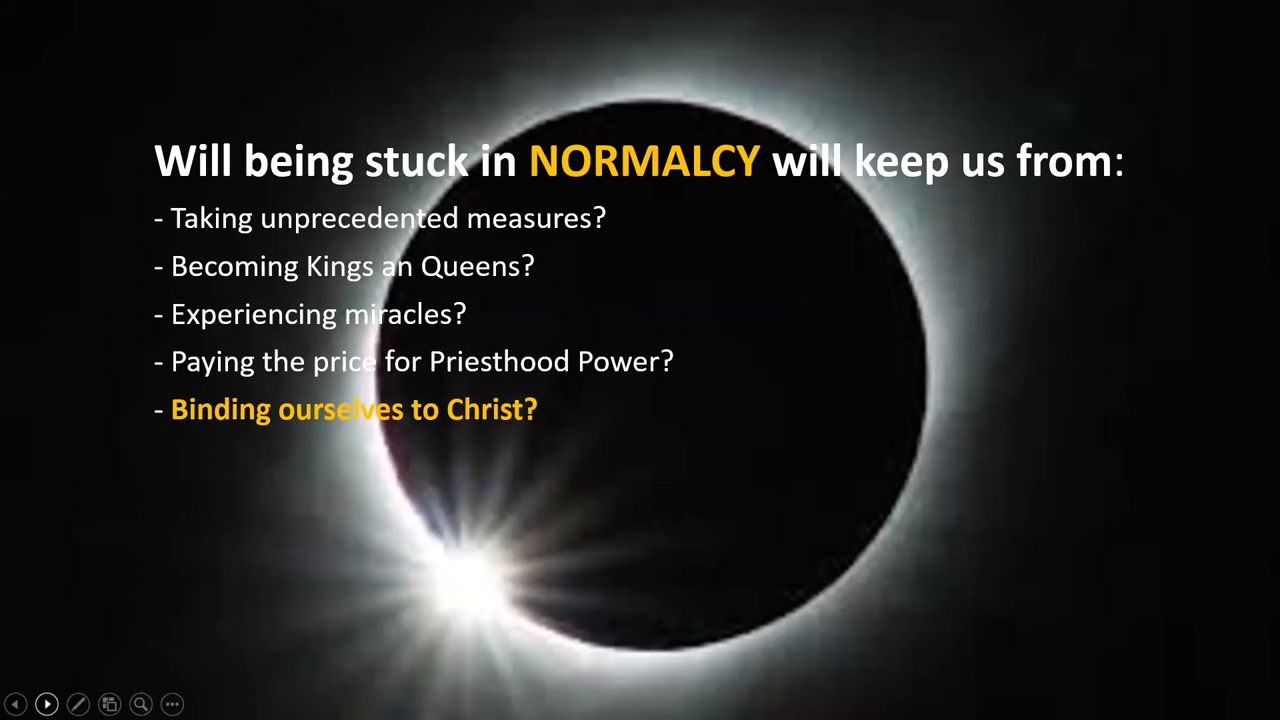 Will being stuck in NORMALCY will keep us from:
- Taking unprecedented measures?
- Becoming Kings an Queens?
- Experiencing miracles?
- Paying the price for Priesthood Power?
- Binding ourselves to Christ?